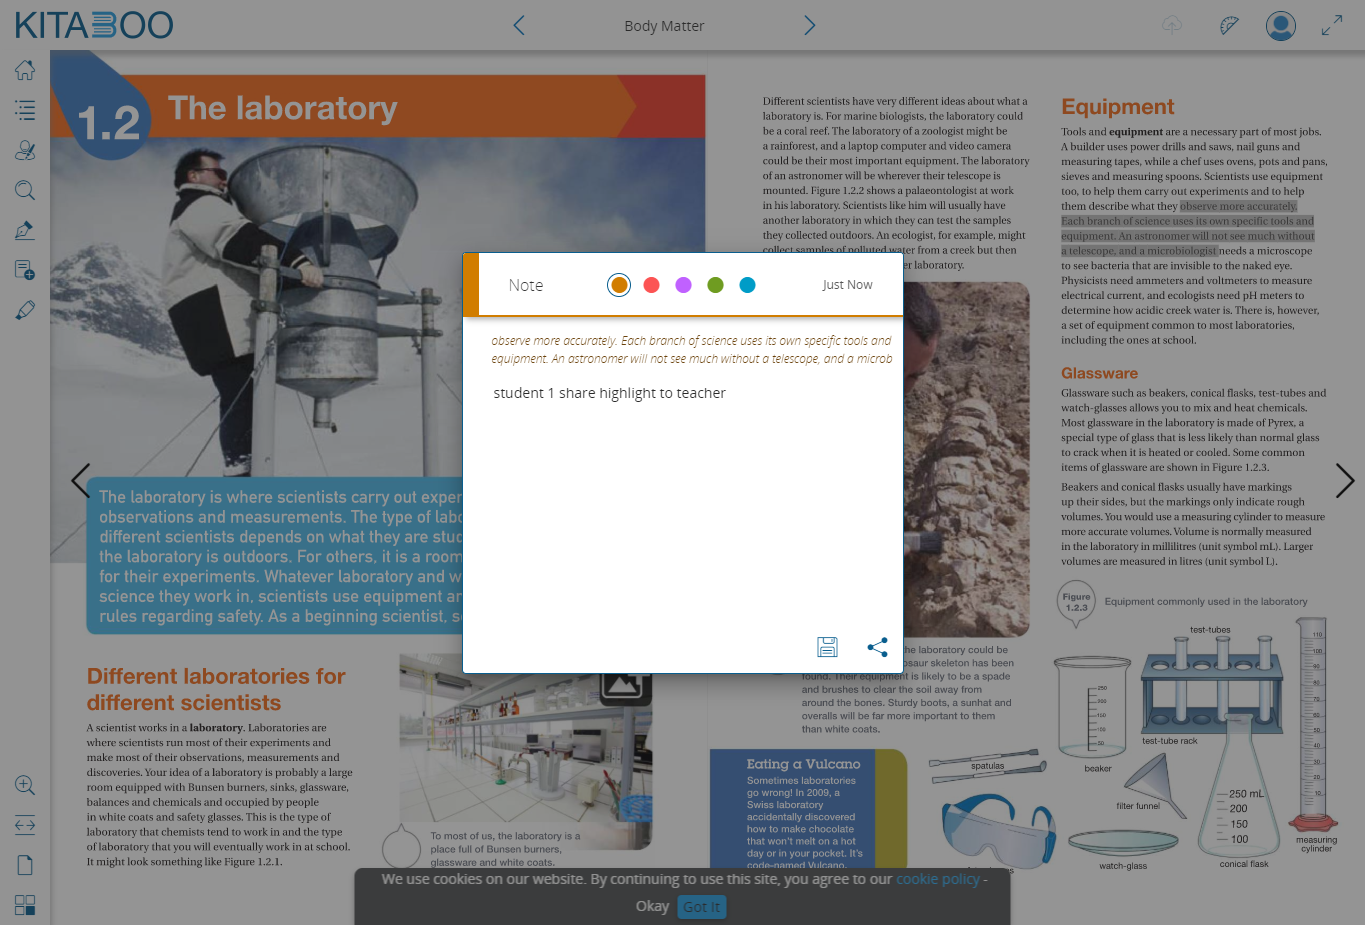 KITABOO
Body Matter
1.2
The laboratory
The laboratory is where scientists carry out
observations and measurements. The type of
different scientists depends on what they are
the laboratory is outdoors. For others, it is a room
for their experiments. Whatever laboratory and
science they work in, scientists use equipment
rules regarding safety. As a beginning scientist,
Different laboratories for
different scientists
A scientist works in a laboratory. Laboratories are
where scientists run most of their experiments and
make most of their observations, measurements and
discoveries. Your idea of a laboratory is probably a large
room equipped with Bunsen burners, sinks, glassware,
balances and chemicals and occupied by people
in white coats and safety glasses. This is the type of
laboratory that chemists tend to work in and the type
of laboratory that you will eventually work in at school.
It might look something like Figure 1.2.1.
To most of us, the laboratory is a
place full of Bunsen burners,
glassware and white coats.
Different scientists have very different ideas about what a
laboratory is. For marine biologists, the laboratory could
be a coral reef. The laboratory of a zoologist might be
a rainforest, and a laptop computer and video camera
could be their most important equipment. The laboratory
of an astronomer will be wherever their telescope is
mounted. Figure 1.2.2 shows a palaeontologist at work
in his laboratory. Scientists like him will usually have
another laboratory in which they can test the samples
they collected outdoors. An ecologist, for example, might
collect samples of polluted water from a creek but then
er laboratory.
Note
Just Now
observe more accurately. Each branch of science uses its own specific tools and
equipment. An astronomer will not see much without a telescope, and a microb
student 1 share highlight to teacher
he laboratory could be
osaur skeleton has been
found. Their equipment is likely to be a spade
and brushes to clear the soil away from
around the bones. Sturdy boots, a sunhat and
overalls will be far more important to them
than white coats.
Eating a Vulcano
Sometimes laboratories
go wrong! In 2009, a
Swiss laboratory
accidentally discovered
how to make chocolate
that won't melt on a hot
day or in your pocket. It's
code-named Vulcano.
Equipment
Tools and equipment are a necessary part of most jobs.
A builder uses power drills and saws, nail guns and
measuring tapes, while a chef uses ovens, pots and pans,
sieves and measuring spoons. Scientists use equipment
too, to help them carry out experiments and to help
them describe what they observe more accurately.
Each branch of science uses its own specific tools and
equipment. An astronomer will not see much without
a telescope, and a microbiologist needs a microscope
to see bacteria that are invisible to the naked eye.
Physicists need ammeters and voltmeters to measure
electrical current, and ecologists need pH meters to
determine how acidic creek water is. There is, however,
a set of equipment common to most laboratories,
including the ones at school.
Glassware
Glassware such as beakers, conical flasks, test-tubes and
watch-glasses allows you to mix and heat chemicals.
Most glassware in the laboratory is made of Pyrex, a
special type of glass that is less likely than normal glass
to crack when it is heated or cooled. Some common
items of glassware are shown in Figure 1.2.3.
Beakers and conical flasks usually have markings
up their sides, but the markings only indicate rough
volumes. You would use a measuring cylinder to measure
more accurate volumes. Volume is normally measured
in the laboratory in millilitres (unit symbol mL). Larger
volumes are measured in litres (unit symbol L).
Figure
1.2.3
Equipment commonly used in the laboratory
test-tubes
test-tube rack
spatulas
beaker
filter funnel
250 mL
200
150
100
measuring
cylinder
watch-glass
conical flask
We use cookies on our website. By continuing to use this site, you agree to our cookie policy -
Okay Got It